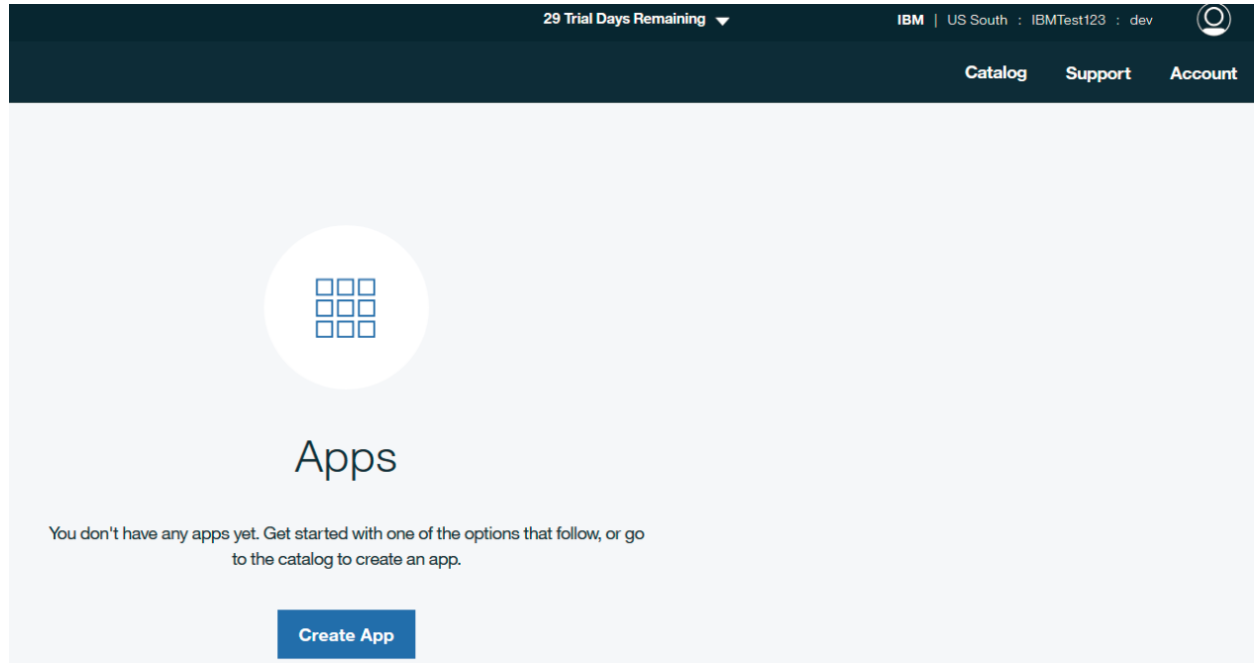 29 Trial Days Remaining
IBM | US South : IBMTest123 : dev
Catalog Support Account
Apps
You don't have any apps yet. Get started with one of the options that follow, or go
to the catalog to create an app.
Create App